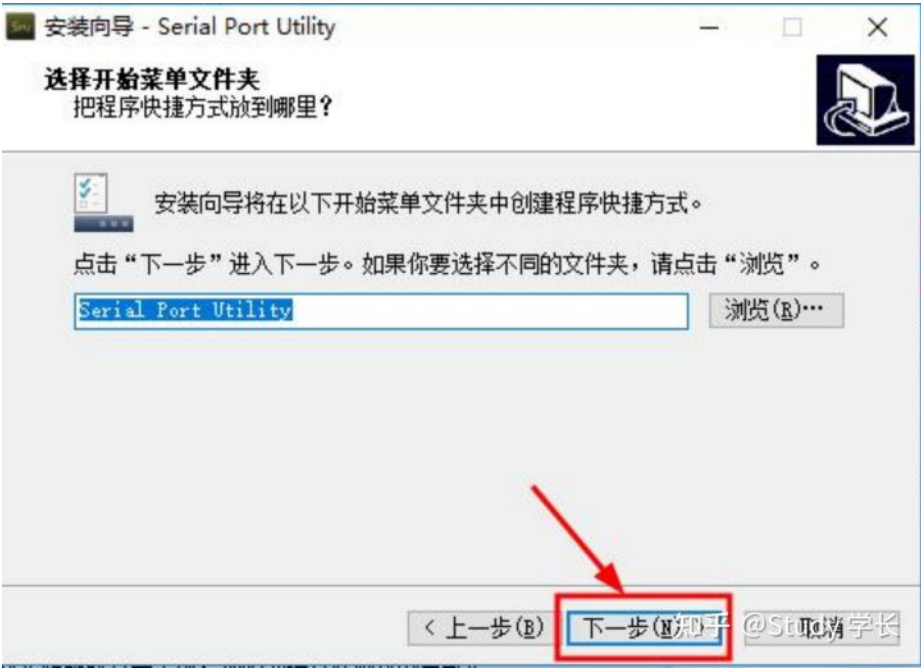 安装向导 - Serial Port Utility
选择开始菜单文件夹
把程序快捷方式放到哪里？
安装向导将在以下开始菜单文件夹中创建程序快捷方式。
点击“下一步”进入下一步。如果你要选择不同的文件夹，请点击“浏览”。
Serial Port Utility
浏览(R)…
< 上一步(B)
下一步(N) >
取消
知乎 @Study学长